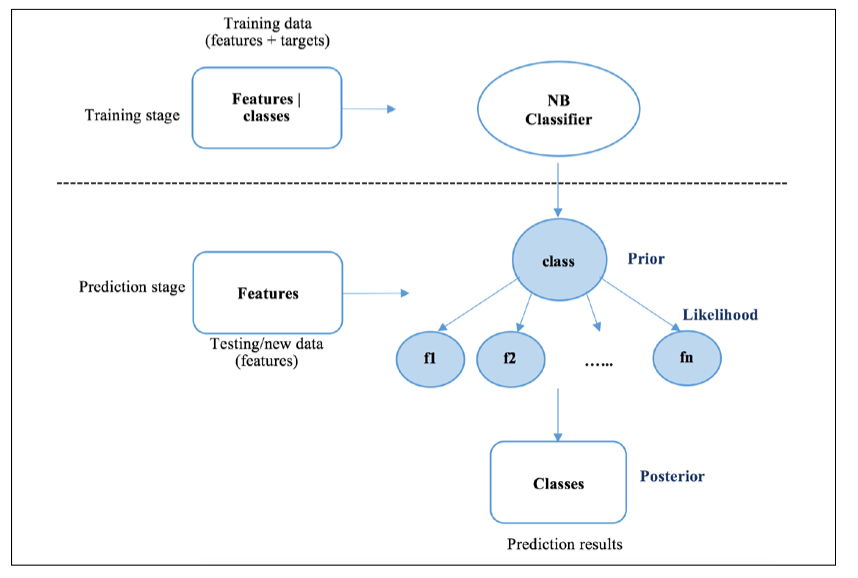 Training data
(features + targets)
Training stage
Features |
classes
NB
Classifier
class
Prior
Prediction stage
Features
Likelihood
Testing/new data
(features)
f1
f2
......
fn
Classes
Posterior
Prediction results